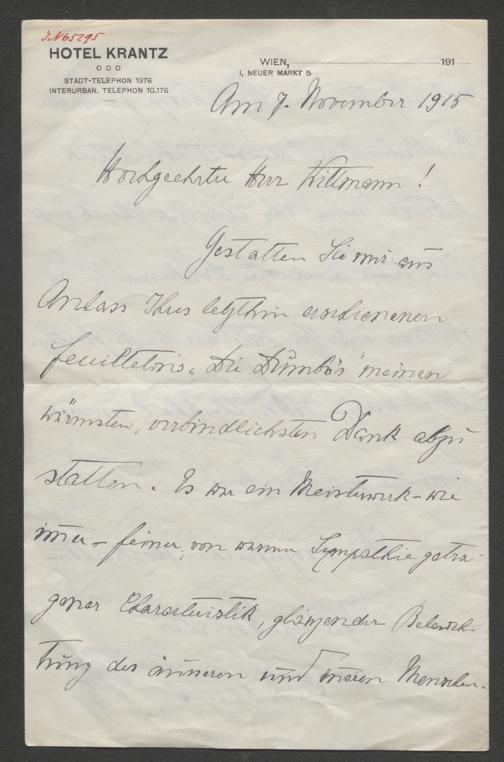 J.N 65295
HOTEL KRANTZ
o o o
STADT-TELEPHON 1376
INTERURBAN. TELEPHON 10.176
WIEN, 191
I, NEUER MARKT 5
Am 7. November 1915
Hochgeehrter Herr Wittmann!
Gestatten Sie mir aus
Anlass Ihres letzthin erschienenen
feuilletons „Die Dumba's" meinen
wärmsten, verbindlichsten Dank abzu
statten. Es war ein Meisterwerk – wie
immer – feiner, von warmer Sympathie getra-
gener Charakteristik, glänzender Beleuch-
tung des äusseren und inneren Menschen.